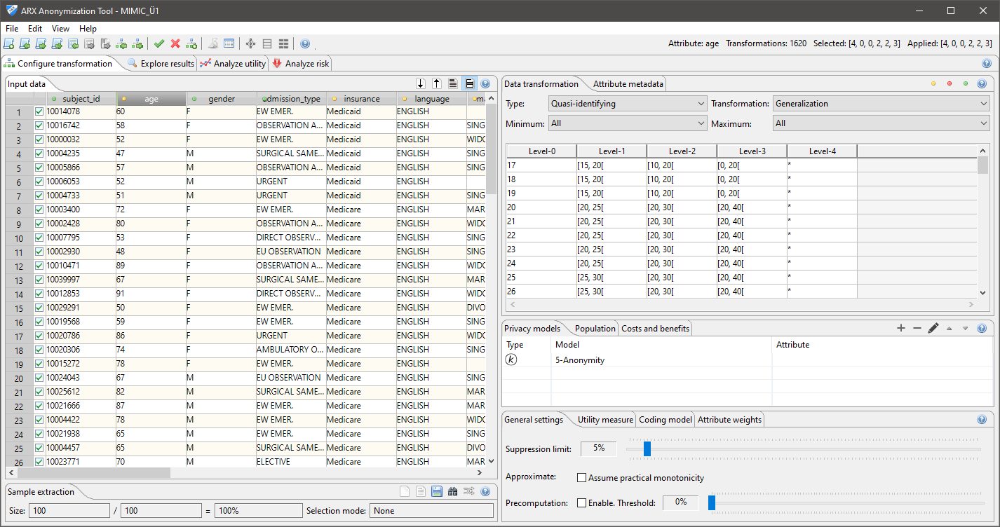 ARX Anonymization Tool - MIMIC_Ü1
File Edit View Help
Attribute: age Transformations: 1620 Selected: [4, 0, 0, 2, 2, 3] Applied: [4, 0, 0, 2, 2, 3]
Configure transformation Explore results Analyze utility Analyze risk
Input data
subject_id age gender dmission_type insurance language ma
1 10014078 60 F EW EMER. Medicaid ENGLISH
2 10016742 58 F OBSERVATION A... Medicaid ENGLISH SING
3 10000032 52 F EW EMER. Medicaid ENGLISH WIDO
4 10004235 47 M SURGICAL SAME... Medicaid ENGLISH SING
5 10005866 57 M OBSERVATION A... Medicaid ENGLISH SING
6 10006053 52 M URGENT Medicaid ENGLISH
7 10004733 51 M URGENT Medicaid ENGLISH SING
8 10003400 72 F EW EMER. Medicare ENGLISH MAR
9 10002428 80 F OBSERVATION A... Medicare ENGLISH WIDO
10 10007795 53 F DIRECT OBSERV... Medicare ENGLISH SING
11 10002930 48 F EU OBSERVATION Medicare ENGLISH SING
12 10010471 89 F OBSERVATION A... Medicare ENGLISH WIDO
13 10039997 67 F SURGICAL SAME... Medicare ENGLISH MAR
14 10012853 91 F DIRECT OBSERV... Medicare ENGLISH WIDO
15 10029291 50 F EW EMER. Medicare ENGLISH DIVO
16 10019568 59 F EW EMER. Medicare ENGLISH SING
17 10020786 86 F URGENT Medicare ENGLISH WIDO
18 10020306 74 F AMBULATORY O... Medicare ENGLISH SING
19 10015272 78 F EW EMER. Medicare ENGLISH
20 10024043 67 M EU OBSERVATION Medicare ENGLISH SING
21 10025612 82 M SURGICAL SAME... Medicare ENGLISH MAR
22 10021666 87 M EW EMER. Medicare ENGLISH MAR
23 10004422 78 M EW EMER. Medicare ENGLISH WIDO
24 10021938 65 M EW EMER. Medicare ENGLISH SING
25 10004457 65 M SURGICAL SAME... Medicare ENGLISH DIVO
26 10023771 70 M ELECTIVE Medicare ENGLISH MAR
Sample extraction
Size: 100 / 100 = 100% Selection mode: None
Data transformation Attribute metadata
Type: Quasi-identifying Transformation: Generalization
Minimum: All Maximum: All
Level-0 Level-1 Level-2 Level-3 Level-4
17 [15, 20[ [10, 20[ [0, 20[ *
18 [15, 20[ [10, 20[ [0, 20[ *
19 [15, 20[ [10, 20[ [0, 20[ *
20 [20, 25[ [20, 30[ [20, 40[ *
21 [20, 25[ [20, 30[ [20, 40[ *
22 [20, 25[ [20, 30[ [20, 40[ *
23 [20, 25[ [20, 30[ [20, 40[ *
24 [20, 25[ [20, 30[ [20, 40[ *
25 [25, 30[ [20, 30[ [20, 40[ *
26 [25, 30[ [20, 30[ [20, 40[ *
Privacy models Population Costs and benefits
Type Model Attribute
k 5-Anonymity
General settings Utility measure Coding model Attribute weights
Suppression limit: 5%
Approximate: Assume practical monotonicity
Precomputation: Enable. Threshold: 0%